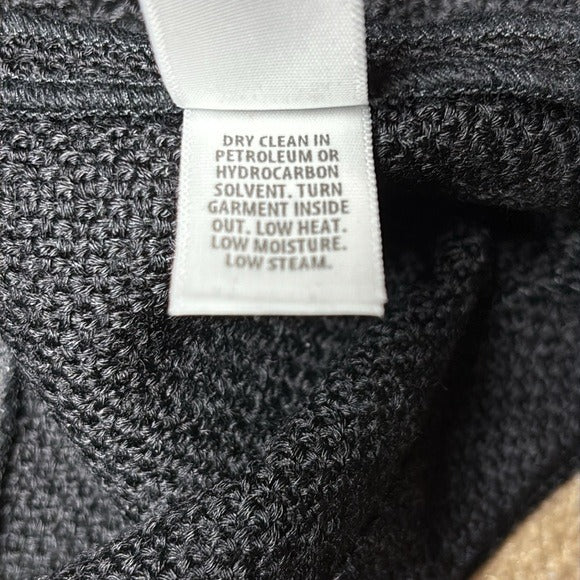 DRY CLEAN IN
PETROLEUM OR
HYDROCARBON
SOLVENT. TURN
GARMENT INSIDE
OUT. LOW HEAT.
LOW MOISTURE.
LOW STEAM.